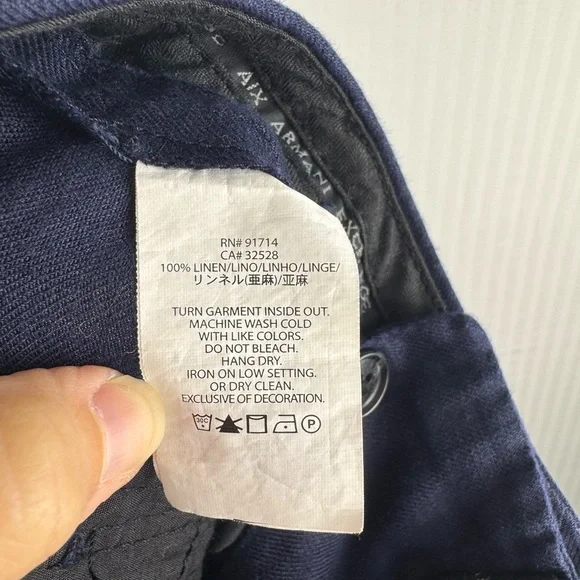 A|X ARMANI EXC
RN# 91714
CA# 32528
100% LINEN/LINO/LINHO/LINGE/
リンネル(亜麻)/亚麻
TURN GARMENT INSIDE OUT.
MACHINE WASH COLD
WITH LIKE COLORS.
DO NOT BLEACH.
HANG DRY.
IRON ON LOW SETTING.
OR DRY CLEAN.
EXCLUSIVE OF DECORATION.
30C P